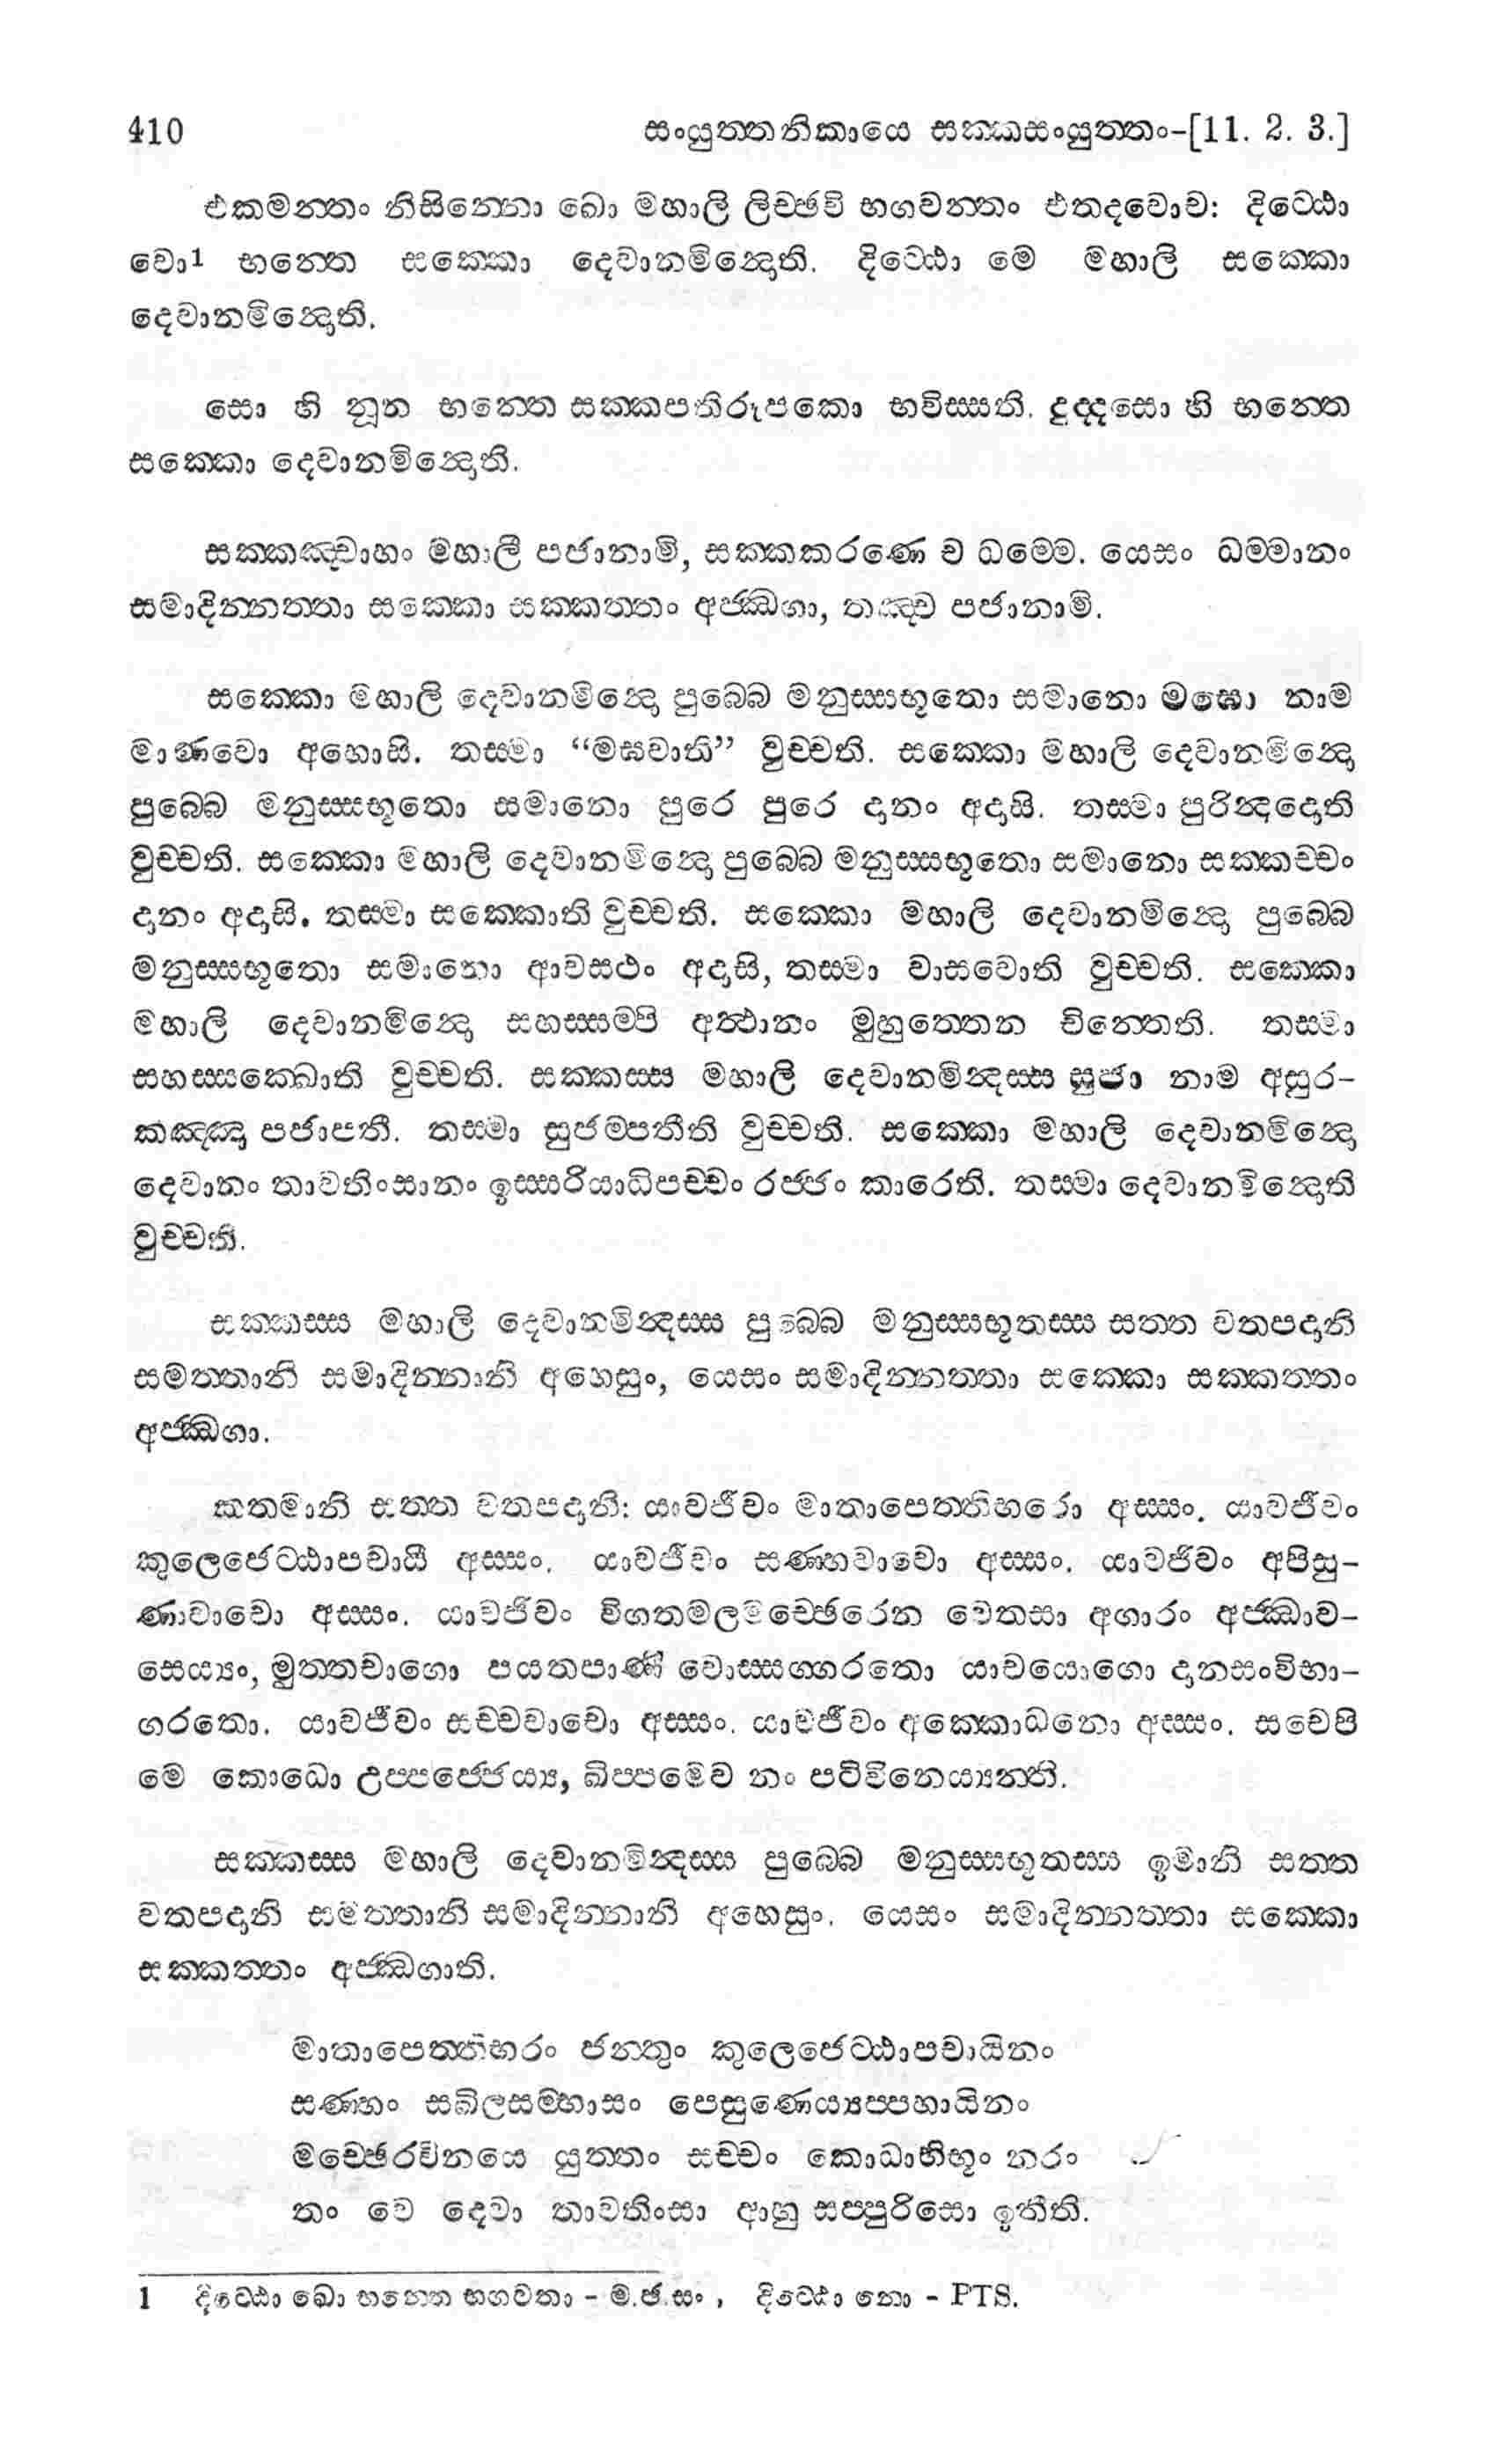 410 සංයුත්තනිකායෙ සක්කසංයුත්තං-[11. 2. 3.]
එකමන්තං නිසින්නො ඛො මහාලි ලිච්ඡවි භගවන්තං එතදවොච: දිට්ඨො
වො1 භන්තෙ සක්කො දෙවානමින්දොති. දිට්ඨො මෙ මහාලි සක්කො
දෙවානමින්දොති.
සො හි නූන භන්තෙ සක්කපතිරූපකො භවිස්සති. දුද්දසො හි භන්තෙ
සක්කො දෙවානමින්දොති.
සක්කඤ්චාහං මහාලි පජානාමි, සක්කකරණෙ ච ධම්මෙ. යෙසං ධම්මානං
සමාදින්නත්තා සක්කො සක්කත්තං අජ්ඣගා, තඤ්ච පජානාමි.
සක්කො මහාලි දෙවානමින්දො පුබ්බෙ මනුස්සභූතො සමානො මඝො නාම
මාණවො අහොසි. තස්මා “මඝවාති” වුච්චති. සක්කො මහාලි දෙවානමින්දො
පුබ්බෙ මනුස්සභූතො සමානො පුරෙ පුරෙ දානං අදාසි. තස්මා පුරින්දදොති
වුච්චති. සක්කො මහාලි දෙවානමින්දො පුබ්බෙ මනුස්සභූතො සමානො සක්කච්චං
දානං අදාසි. තස්මා සක්කොති වුච්චති. සක්කො මහාලි දෙවානමින්දො පුබ්බෙ
මනුස්සභූතො සමානො ආවසථං අදාසි, තස්මා වාසවොති වුච්චති. සක්කො
මහාලි දෙවානමින්දො සහස්සම්පි අත්ථානං මුහුත්තෙන චින්තෙති. තස්මා
සහස්සක්ඛොති වුච්චති. සක්කස්ස මහාලි දෙවානමින්දස්ස සුජා නාම අසුර-
කඤ්ඤා පජාපතී. තස්මා සුජම්පතීති වුච්චති. සක්කො මහාලි දෙවානමින්දො
දෙවානං තාවතිංසානං ඉස්සරියාධිපච්චං රජ්ජං කාරෙති. තස්මා දෙවානමින්දොති
වුච්චති.
සක්කස්ස මහාලි දෙවානමින්දස්ස පුබ්බෙ මනුස්සභූතස්ස සත්ත වතපදානි
සමත්තානි සමාදින්නානි අහෙසුං, යෙසං සමාදින්නත්තා සක්කො සක්කත්තං
අජ්ඣගා.
කතමානි සත්ත වතපදානි: යාවජීවං මාතාපෙත්තිභරො අස්සං. යාවජීවං
කුලෙජෙට්ඨාපචායී අස්සං. යාවජීවං සණ්හවාචො අස්සං. යාවජීවං අපිසු-
ණාවාචො අස්සං. යාවජීවං විගතමලමච්ඡෙරෙන චෙතසා අගාරං අජ්ඣාව-
සෙය්‍යං, මුත්තචාගො පයතපාණී වොස්සග්ගරතො යාචයොගො දානසංවිභා-
ගරතො. යාවජීවං සච්චවාචො අස්සං. යාවජීවං අක්කොධනො අස්සං. සචෙපි
මෙ කොධො උප්පජ්ජෙය්‍ය, ඛිප්පමෙව නං පටිවිනෙය්‍යන්ති.
සක්කස්ස මහාලි දෙවානමින්දස්ස පුබ්බෙ මනුස්සභූතස්ස ඉමානි සත්ත
වතපදානි සමත්තානි සමාදින්නානි අහෙසුං. යෙසං සමාදින්නත්තා සක්කො
සක්කත්තං අජ්ඣගාති.
මාතාපෙත්තිභරං ජන්තුං කුලෙජෙට්ඨාපචායිනං
සණ්හං සඛිලසම්භාසං පෙසුණෙය්‍යප්පහායිනං
මච්ඡෙරවිනයෙ යුත්තං සච්චං කොධාභිභුං නරං
තං වෙ දෙවා තාවතිංසා ආහු සප්පුරිසො ඉතීති.
1 දිට්ඨො ඛො භන්තෙ භගවතා - ම.ඡ.සං , දිට්ඨො නො - PTS.